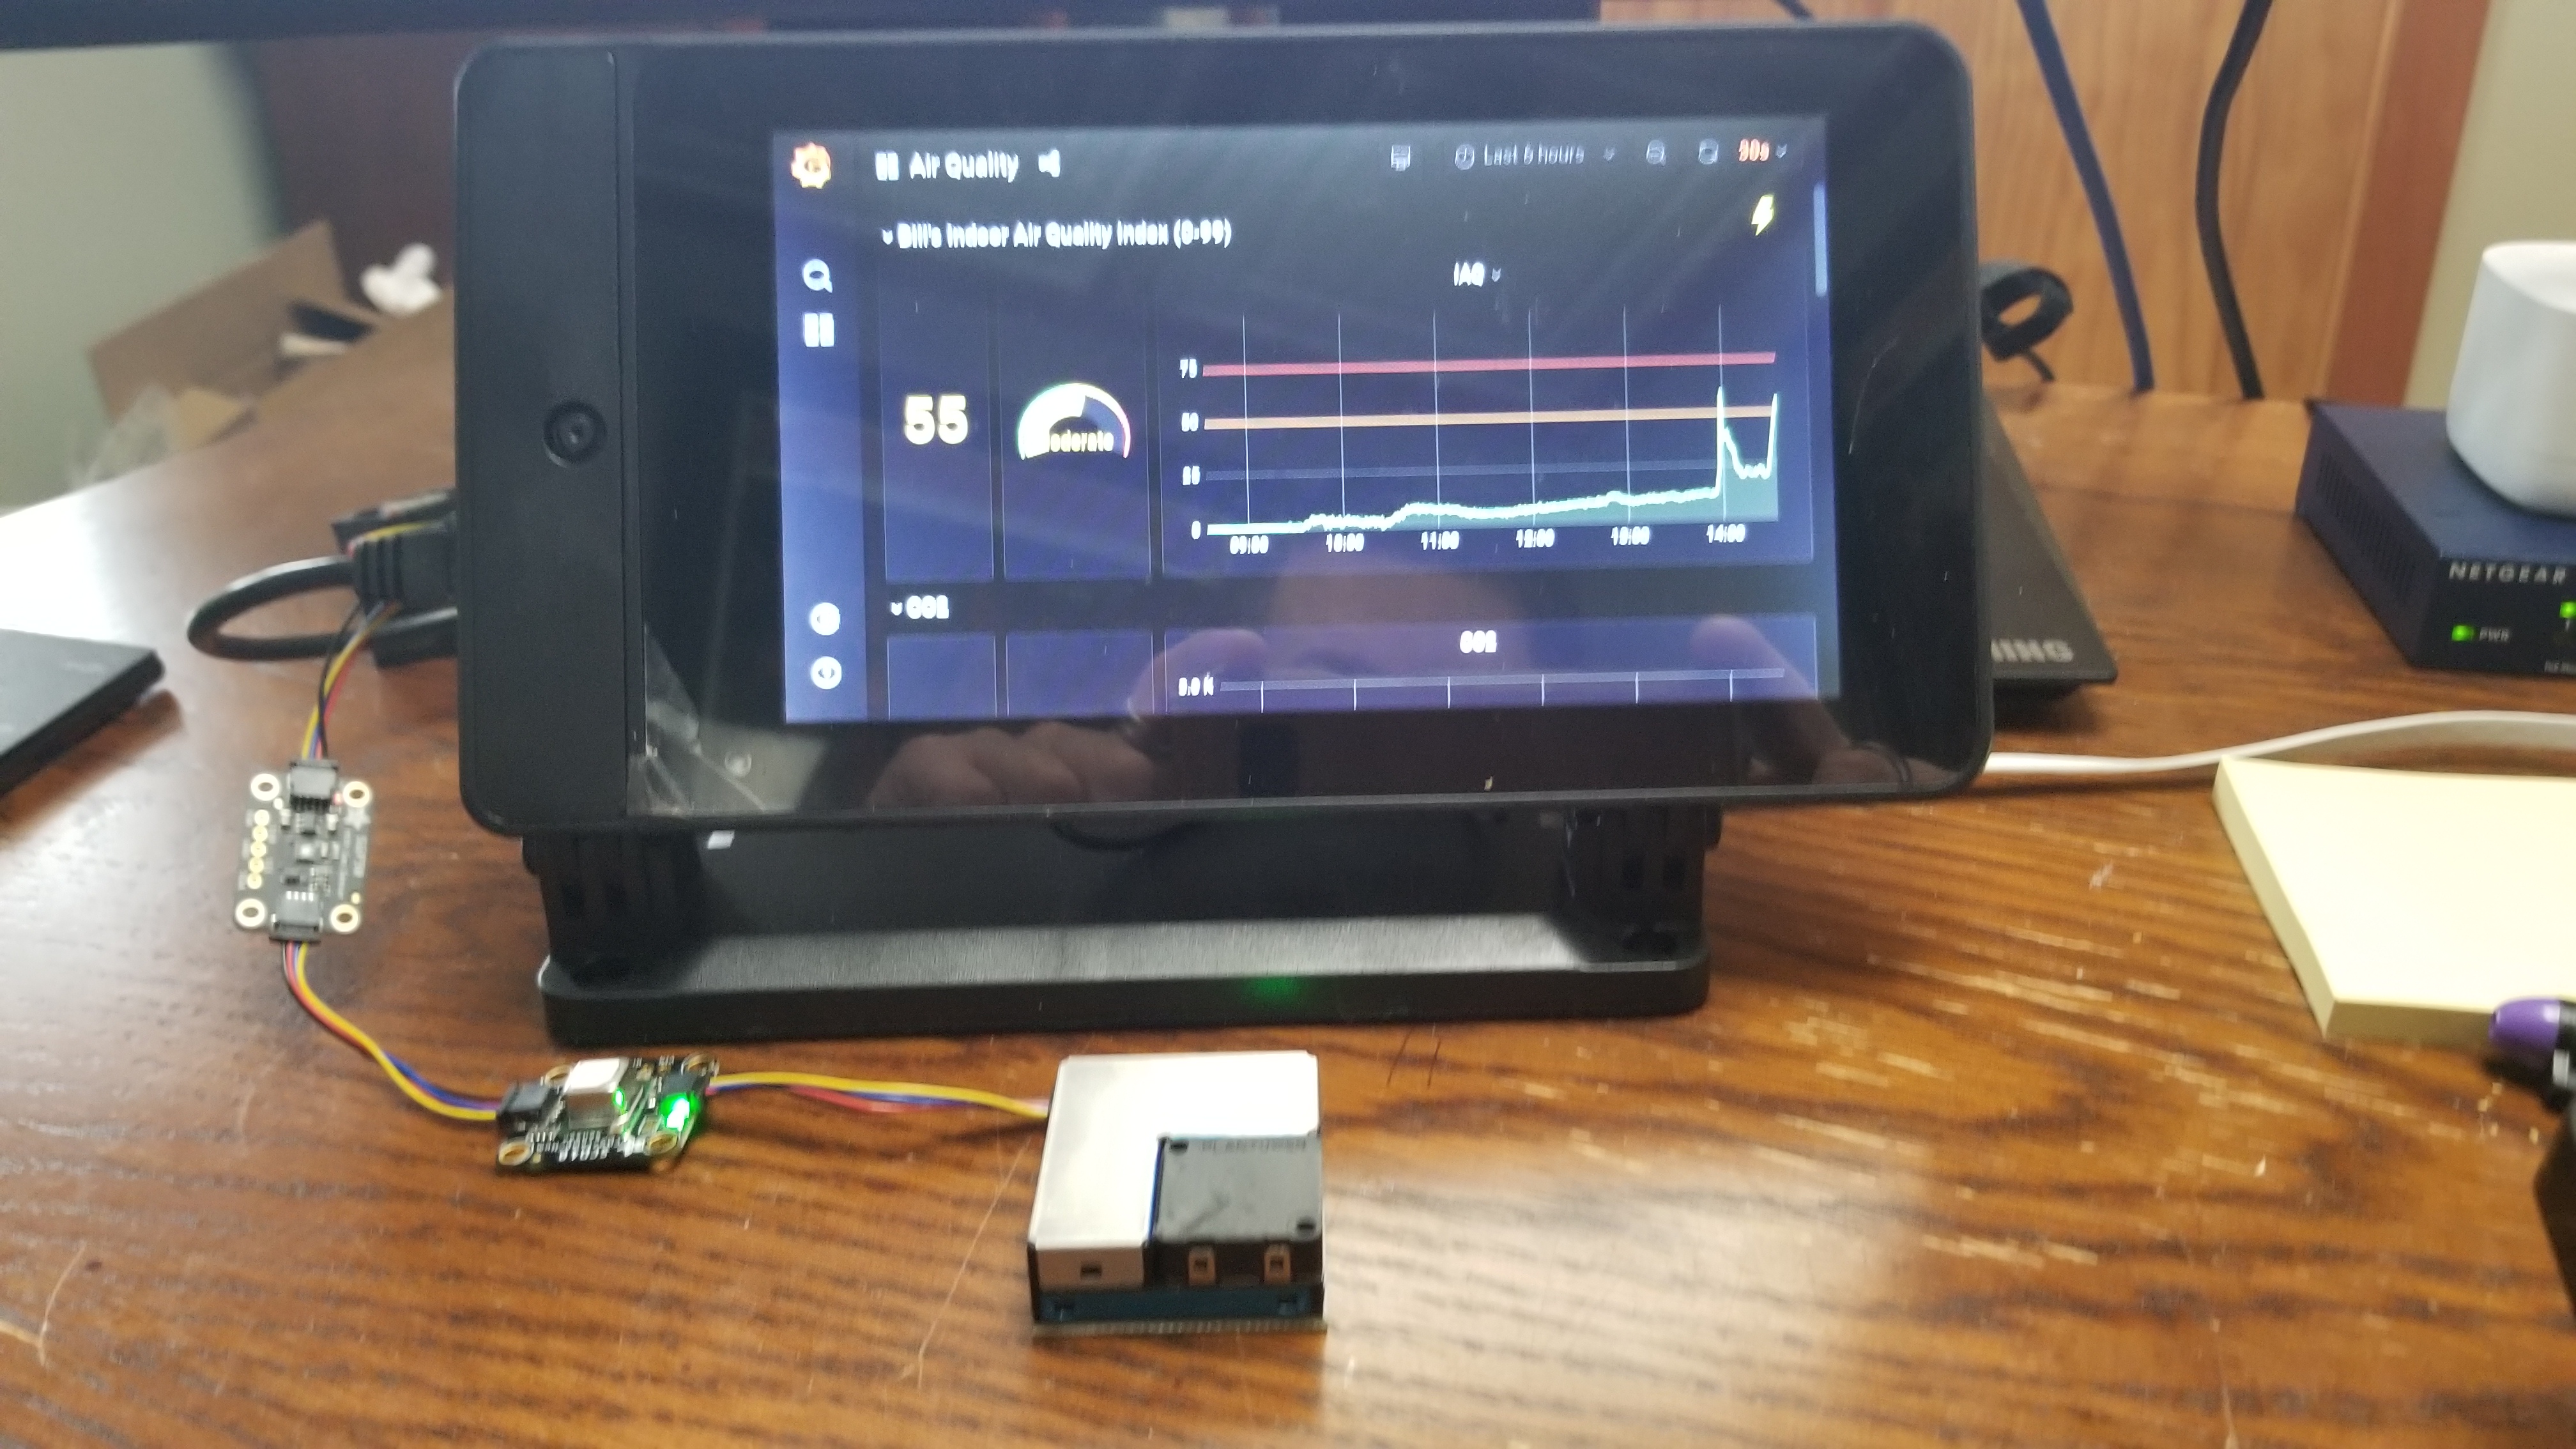 Air Quality
Last 6 hours
30s
Bill's Indoor Air Quality Index (0-99)
IAQ
55
75
50
25
0
09:00 10:00 11:00 12:00 13:00 14:00
CO2
CO2
NETGEAR
PWR